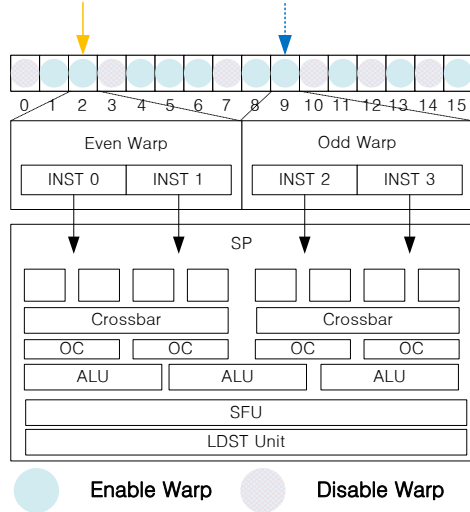 0 1 2 3 4 5 6 7 8 9 10 11 12 13 14 15
Even Warp Odd Warp
INST 0 INST 1 INST 2 INST 3
SP
Crossbar Crossbar
OC OC OC OC
ALU ALU ALU
SFU
LDST Unit
Enable Warp Disable Warp